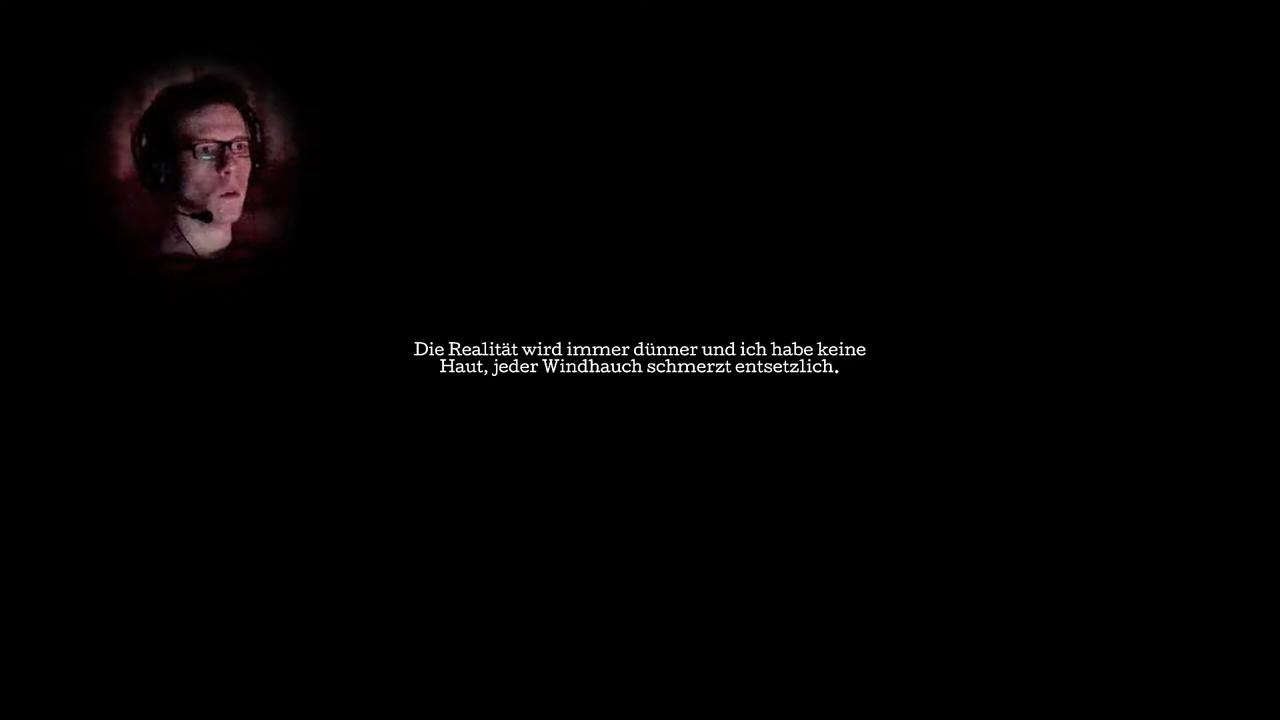 Die Realität wird immer dünner und ich habe keine
Haut, jeder Windhauch schmerzt entsetzlich.